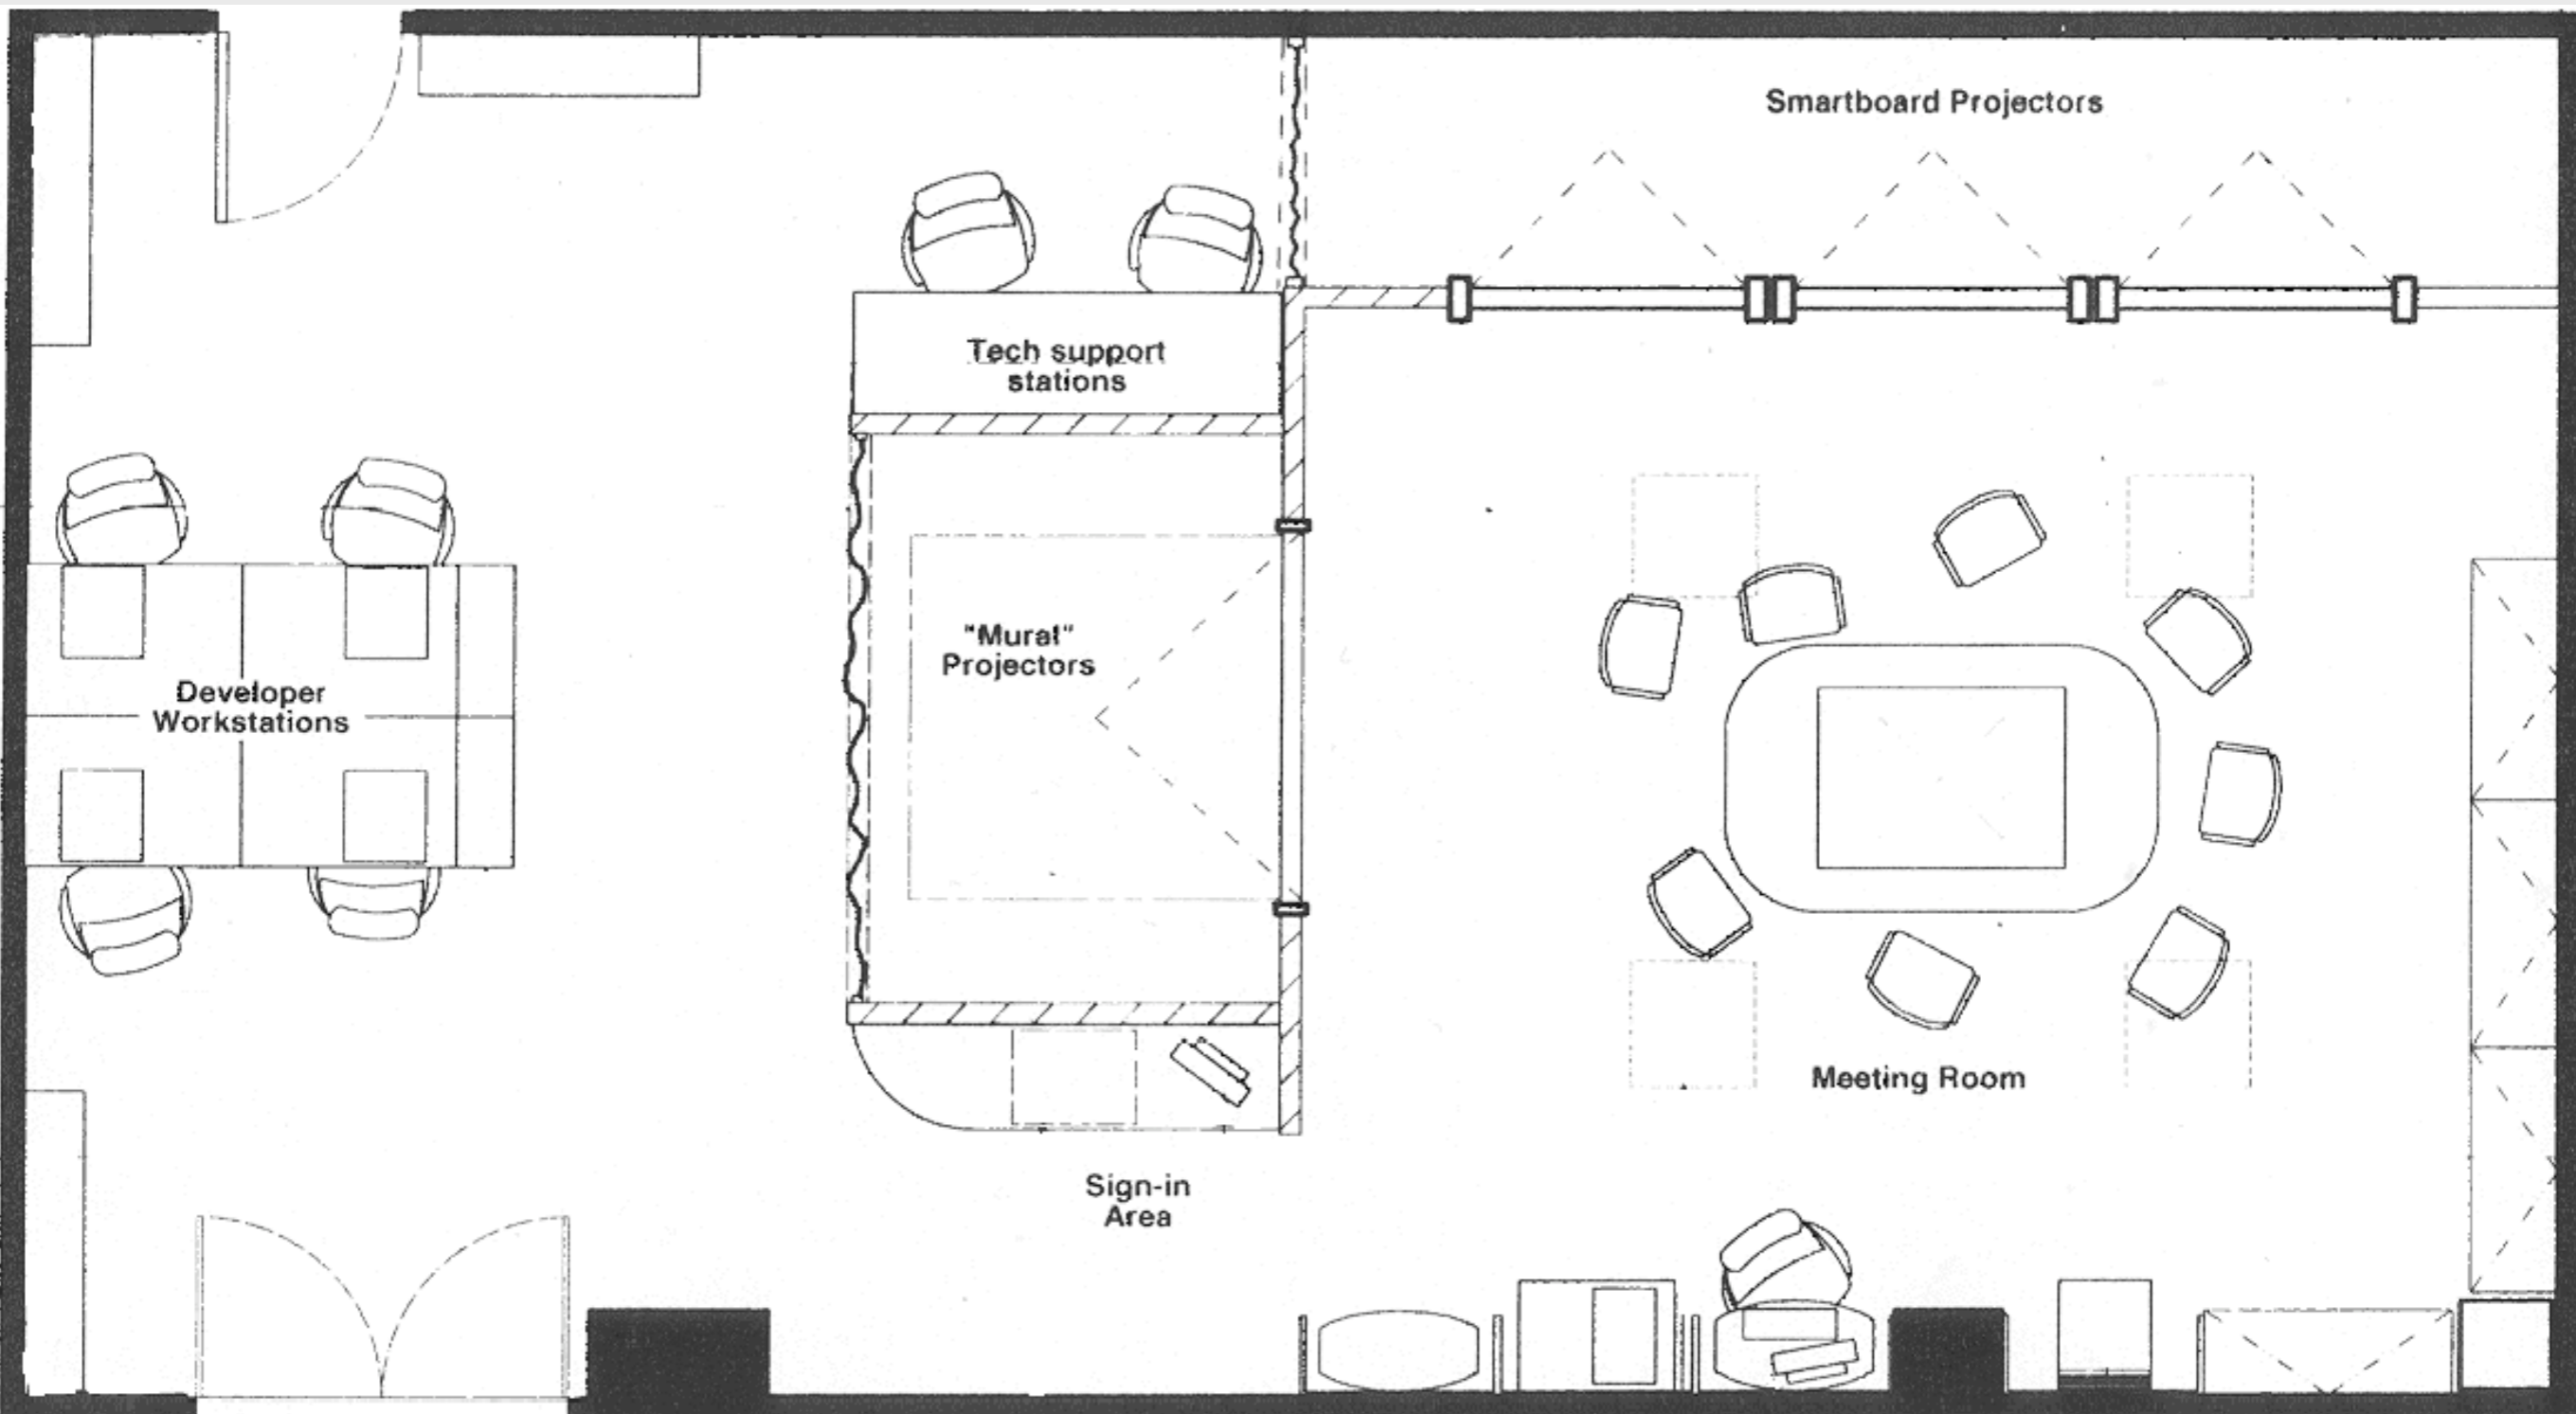 Smartboard Projectors
Tech support
stations
"Mural"
Projectors
Developer
Workstations
Meeting Room
Sign-in
Area